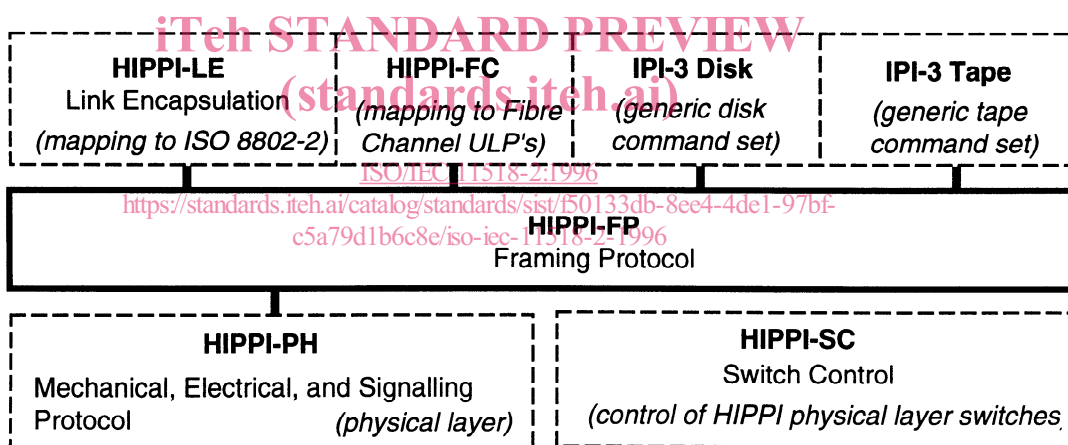 iTeh STANDARD PREVIEW
(standards.iteh.ai)
HIPPI-LE
Link Encapsulation
(mapping to ISO 8802-2)
HIPPI-FC
(mapping to Fibre
Channel ULP's)
IPI-3 Disk
(generic disk
command set)
IPI-3 Tape
(generic tape
command set)
ISO/IEC 11518-2:1996
https://standards.iteh.ai/catalog/standards/sist/f50133db-8ee4-4de1-97bf-
c5a79d1b6c8e/iso-iec-11518-2-1996
HIPPI-FP
Framing Protocol
HIPPI-PH
Mechanical, Electrical, and Signalling
Protocol (physical layer)
HIPPI-SC
Switch Control
(control of HIPPI physical layer switches